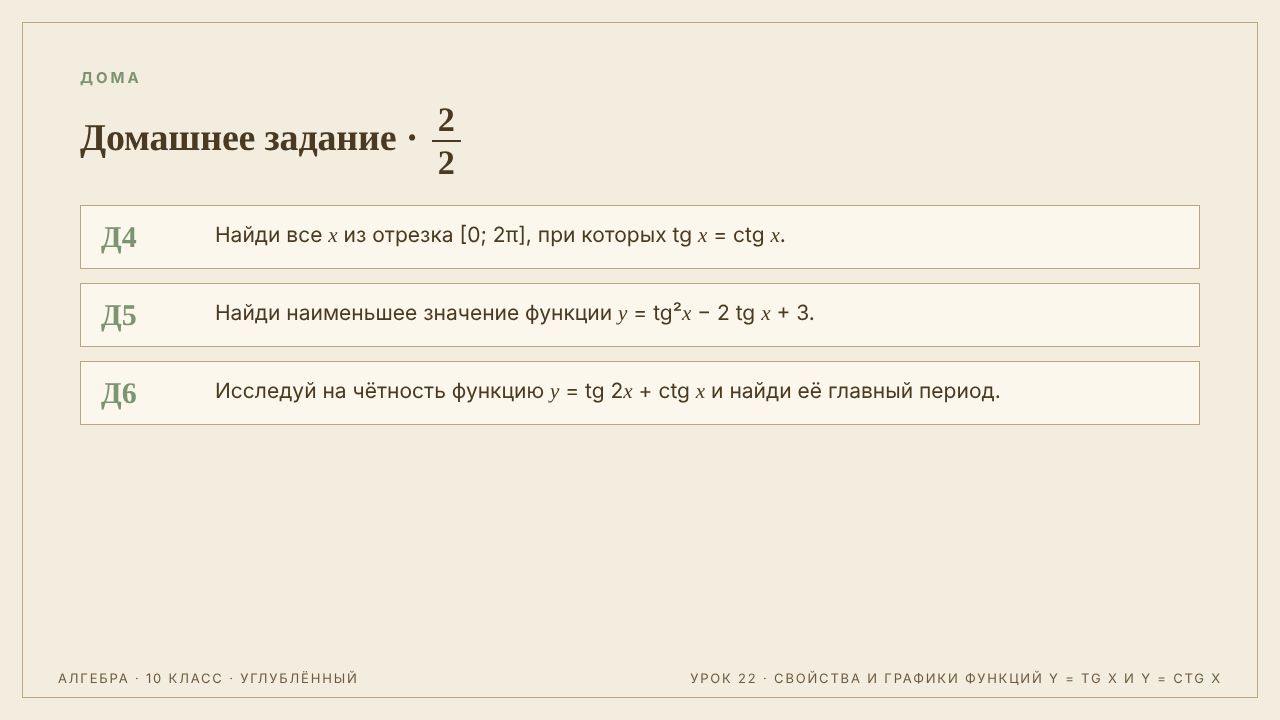 ДОМА
Домашнее задание · 2/2
Д4 Найди все x из отрезка [0; 2π], при которых tg x = ctg x.
Д5 Найди наименьшее значение функции y = tg²x − 2 tg x + 3.
Д6 Исследуй на чётность функцию y = tg 2x + ctg x и найди её главный период.
АЛГЕБРА · 10 КЛАСС · УГЛУБЛЁННЫЙ
УРОК 22 · СВОЙСТВА И ГРАФИКИ ФУНКЦИЙ Y = TG X И Y = CTG X